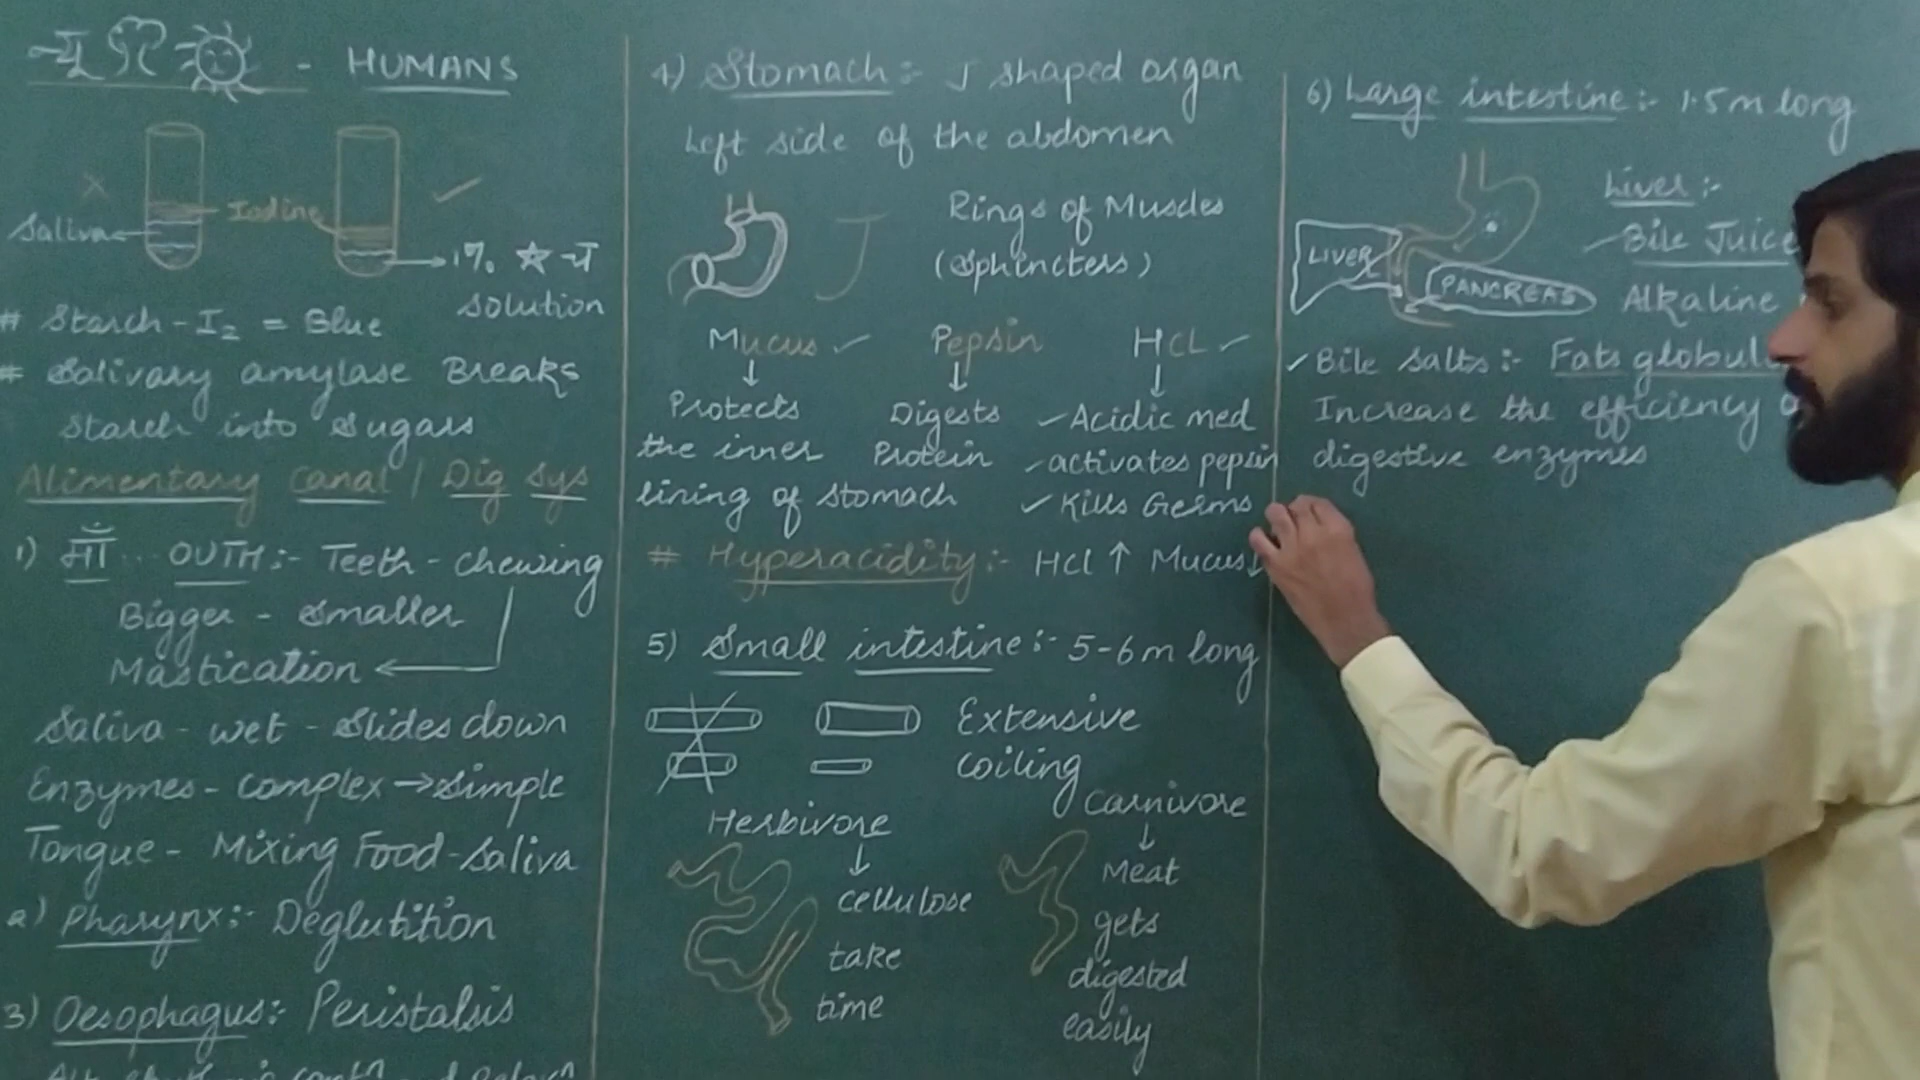 - HUMANS
Saliva
Iodine
1% ★ र्च
solution
# Starch - I2 = Blue
# Salivary amylase Breaks
starch into sugars
Alimentary canal / Dig sys
1) माँ ... OUTH :- Teeth - chewing
Bigger - smaller
Mastication
Saliva - wet - slides down
Enzymes - complex → simple
Tongue - Mixing Food - saliva
2) Pharynx :- Deglutition
3) Oesophagus :- Peristalsis
4) Stomach :- J shaped organ
Left side of the abdomen
J
Rings of Muscles
(Sphincters)
Mucus ✓ Pepsin HCL ✓
↓ ↓ ↓
Protects Digests ✓ Acidic med
the inner Protein ✓ activates pepsin
lining of stomach ✓ Kills Germs
# Hyperacidity :- HCl ↑ Mucus↓
5) Small intestine :- 5-6m long
Extensive
coiling
Herbivore
↓
cellulose
take
time
Carnivore
↓
Meat
gets
digested
easily
6) Large intestine :- 1.5m long
Liver :-
✓ Bile Juice
Alkaline
LIVER
PANCREAS
✓ Bile salts :- Fats
Increase the efficiency
digestive enzymes